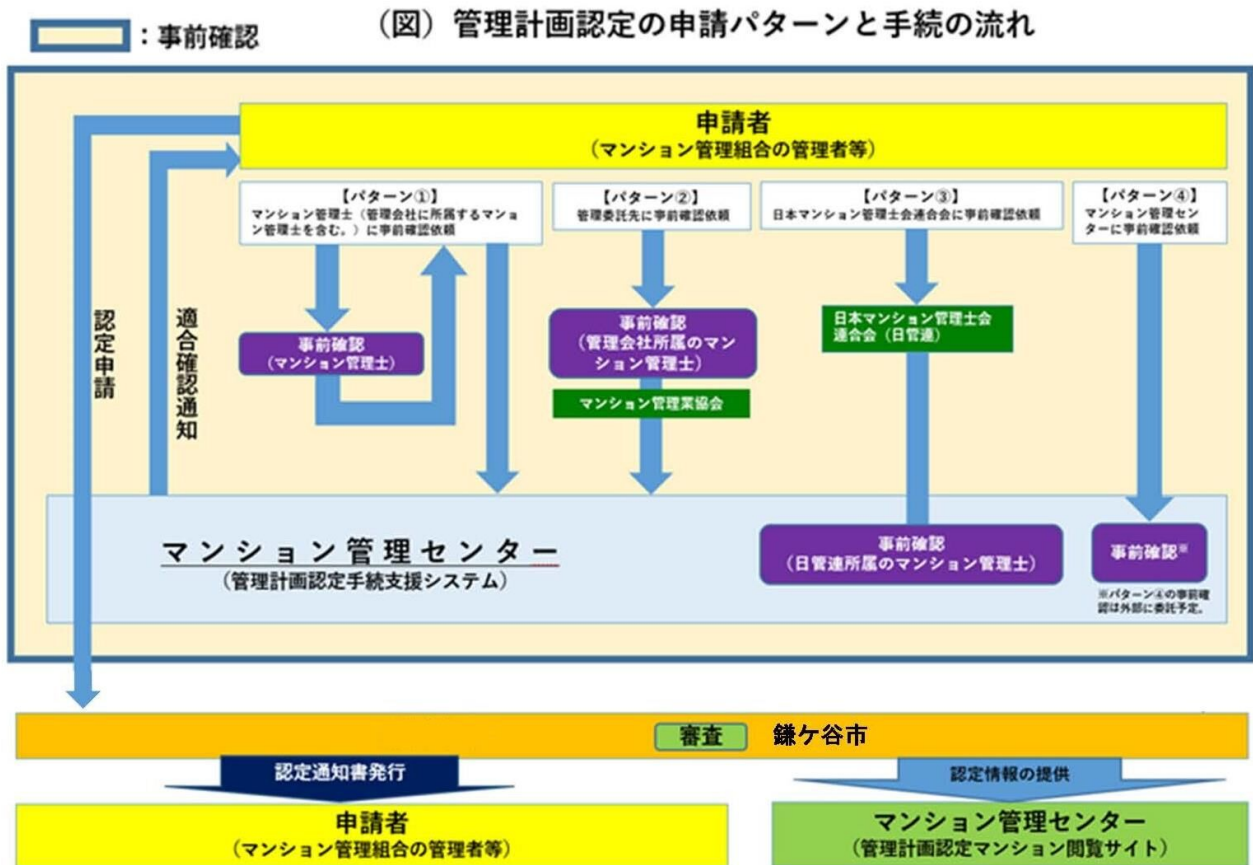 ：事前確認
（図）管理計画認定の申請パターンと手続の流れ
申請者
（マンション管理組合の管理者等）
【パターン①】
マンション管理士（管理会社に所属するマンショ
ン管理士を含む。）に事前確認依頼
【パターン②】
管理委託先に事前確認依頼
【パターン③】
日本マンション管理士会連合会に事前確認依頼
【パターン④】
マンション管理セン
ターに事前確認依頼
認定申請
適合確認通知
事前確認
（マンション管理士）
事前確認
（管理会社所属のマン
ション管理士）
マンション管理業協会
日本マンション管理士会
連合会（日管連）
マンション管理センター
（管理計画認定手続支援システム）
事前確認
（日管連所属のマンション管理士）
事前確認※
※パターン④の事前確
認は外部に委託予定。
審査 鎌ケ谷市
認定通知書発行
認定情報の提供
申請者
（マンション管理組合の管理者等）
マンション管理センター
（管理計画認定マンション閲覧サイト）